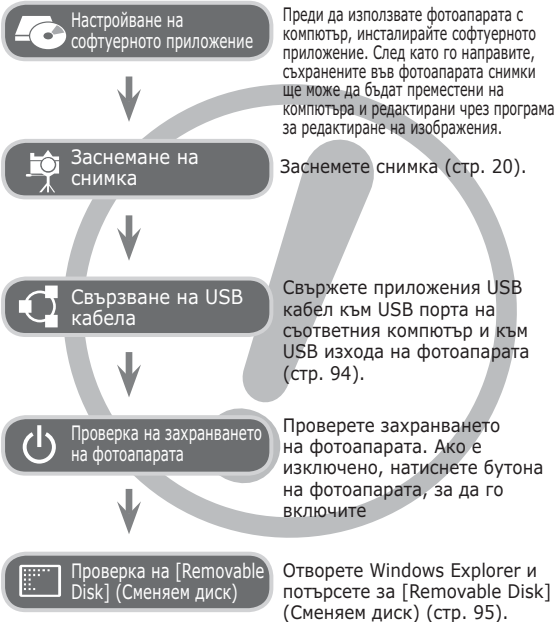 Настройване на
софтуерното приложение
Преди да използвате фотоапарата с
компютър, инсталирайте софтуерното
приложение. След като го направите,
съхранените във фотоапарата снимки
ще може да бъдат преместени на
компютъра и редактирани чрез програма
за редактиране на изображения.
Заснемане на
снимка
Заснемете снимка (стр. 20).
Свързване на USB
кабела
Свържете приложения USB
кабел към USB порта на
съответния компютър и към
USB изхода на фотоапарата
(стр. 94).
Проверка на захранването
на фотоапарата
Проверете захранването
на фотоапарата. Ако е
изключено, натиснете бутона
на фотоапарата, за да го
включите
Проверка на [Removable
Disk] (Сменяем диск)
Отворете Windows Explorer и
потърсете за [Removable Disk]
(Сменяем диск) (стр. 95).